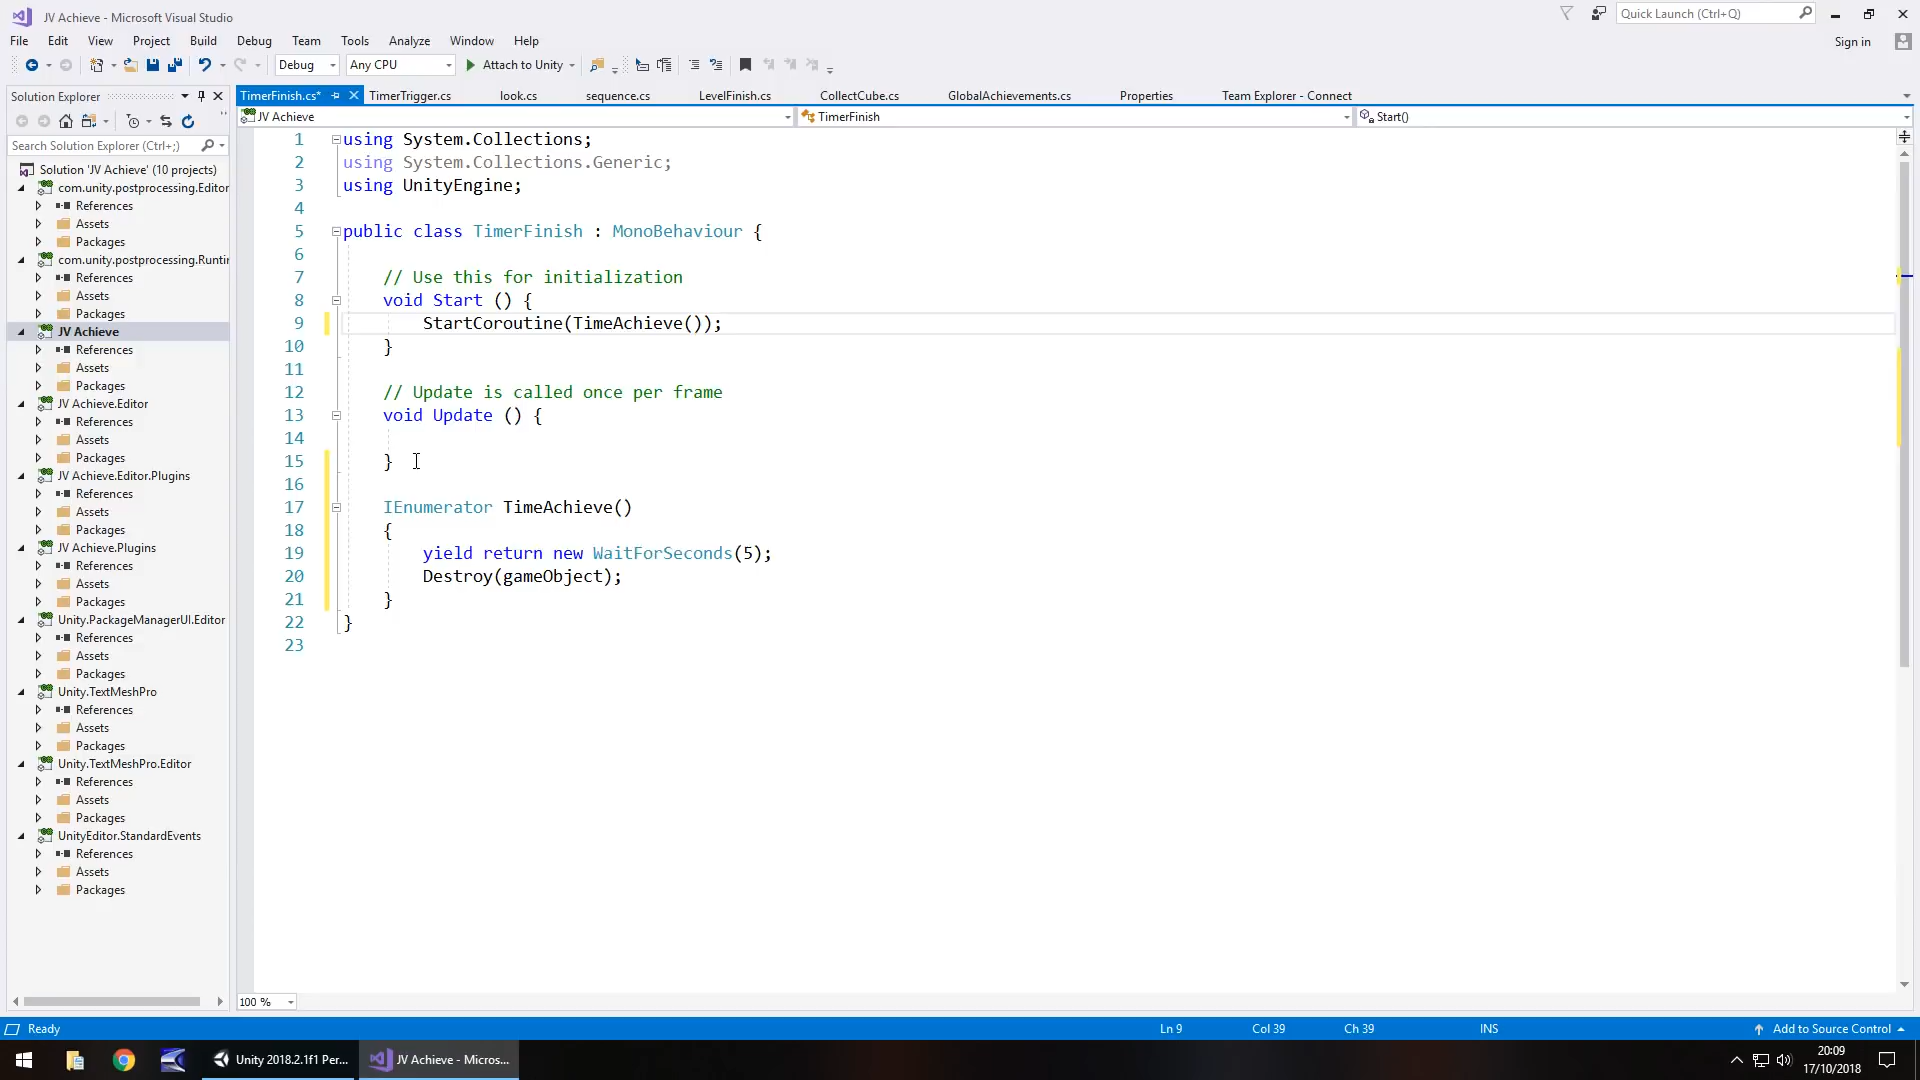 JV Achieve - Microsoft Visual Studio
Quick Launch (Ctrl+Q)
File Edit View Project Build Debug Team Tools Analyze Window Help
Sign in
Debug Any CPU Attach to Unity
Solution Explorer
TimerFinish.cs* TimerTrigger.cs look.cs sequence.cs LevelFinish.cs CollectCube.cs GlobalAchievements.cs Properties Team Explorer - Connect
JV Achieve TimerFinish Start()
Search Solution Explorer (Ctrl+;)
Solution 'JV Achieve' (10 projects)
com.unity.postprocessing.Editor
References
Assets
Packages
com.unity.postprocessing.Runti
References
Assets
Packages
JV Achieve
References
Assets
Packages
JV Achieve.Editor
References
Assets
Packages
JV Achieve.Editor.Plugins
References
Assets
Packages
JV Achieve.Plugins
References
Assets
Packages
Unity.PackageManagerUI.Editor
References
Assets
Packages
Unity.TextMeshPro
References
Assets
Packages
Unity.TextMeshPro.Editor
References
Assets
Packages
UnityEditor.StandardEvents
References
Assets
Packages
1 using System.Collections;
2 using System.Collections.Generic;
3 using UnityEngine;
4
5 public class TimerFinish : MonoBehaviour {
6
7 // Use this for initialization
8 void Start () {
9 StartCoroutine(TimeAchieve());
10 }
11
12 // Update is called once per frame
13 void Update () {
14
15 }
16
17 IEnumerator TimeAchieve()
18 {
19 yield return new WaitForSeconds(5);
20 Destroy(gameObject);
21 }
22 }
23
100 %
Ready Ln 9 Col 39 Ch 39 INS Add to Source Control
Unity 2018.2.1f1 Per... JV Achieve - Micros...
20:09
17/10/2018